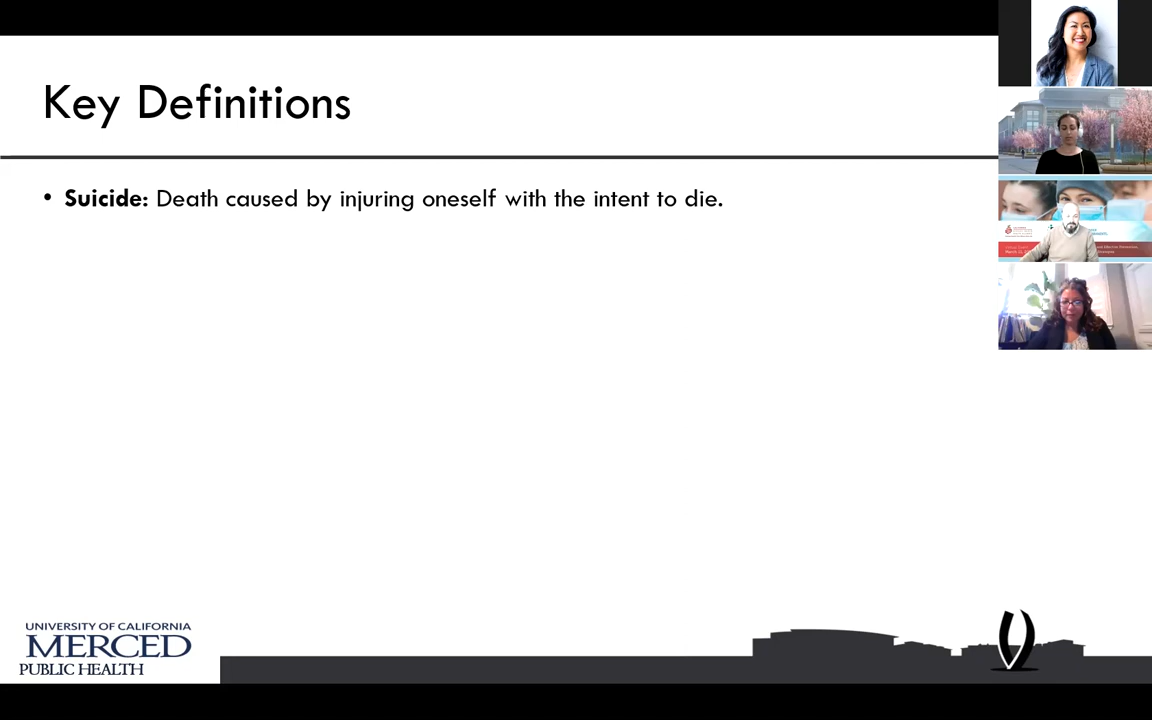 Key Definitions
• Suicide: Death caused by injuring oneself with the intent to die.
UNIVERSITY OF CALIFORNIA
MERCED
PUBLIC HEALTH